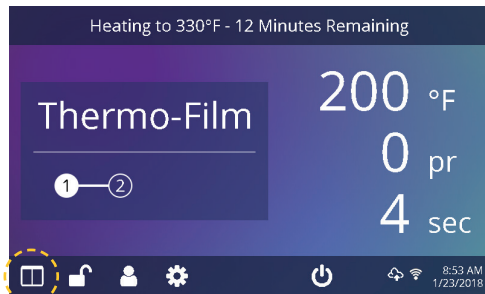 Heating to 330°F - 12 Minutes Remaining
Thermo-Film
1 2
200 °F
0 pr
4 sec
8:53 AM
1/23/2018